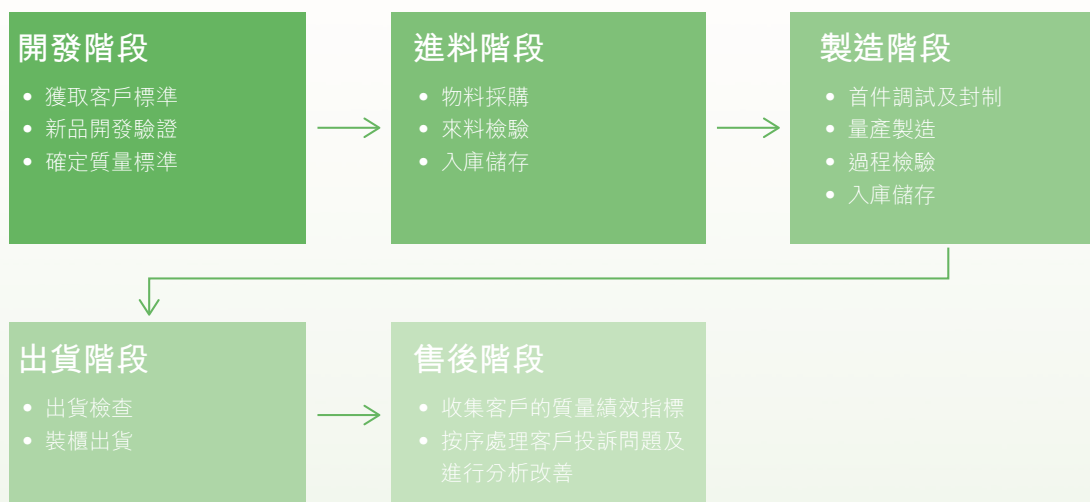 開發階段
獲取客戶標準
新品開發驗證
確定質量標準
進料階段
物料採購
來料檢驗
入庫儲存
製造階段
首件調試及封制
量產製造
過程檢驗
入庫儲存
出貨階段
出貨檢查
裝櫃出貨
售後階段
收集客戶的質量績效指標
按序處理客戶投訴問題及
進行分析改善